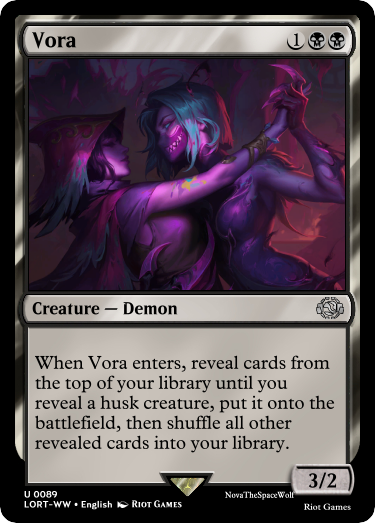 Vora 1
Creature — Demon
When Vora enters, reveal cards from
the top of your library until you
reveal a husk creature, put it onto the
battlefield, then shuffle all other
revealed cards into your library.
3/2
U 0089
LORT-WW • English Riot Games
NovaTheSpaceWolf
Riot Games